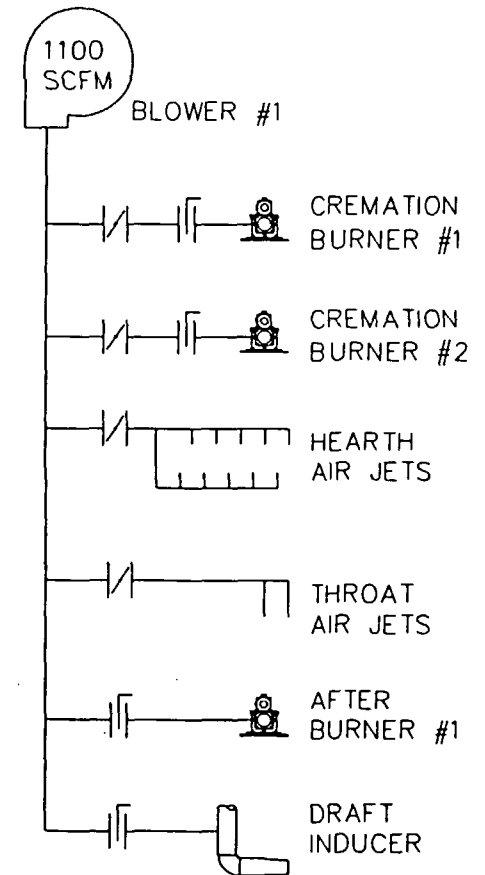 1100
SCFM
BLOWER #1
CREMATION
BURNER #1
CREMATION
BURNER #2
HEARTH
AIR JETS
THROAT
AIR JETS
AFTER
BURNER #1
DRAFT
INDUCER